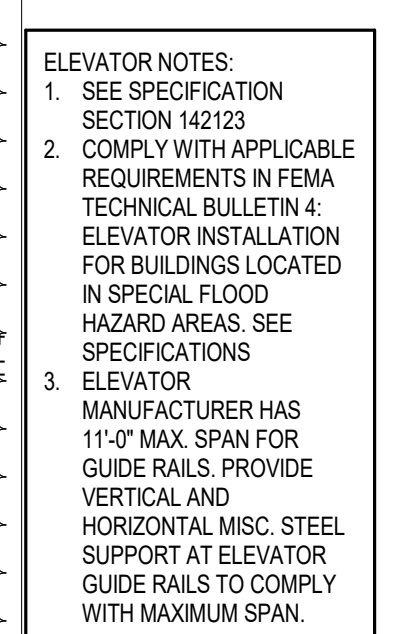 ELEVATOR NOTES:
1. SEE SPECIFICATION
SECTION 142123
2. COMPLY WITH APPLICABLE
REQUIREMENTS IN FEMA
TECHNICAL BULLETIN 4:
ELEVATOR INSTALLATION
FOR BUILDINGS LOCATED
IN SPECIAL FLOOD
HAZARD AREAS. SEE
SPECIFICATIONS
3. ELEVATOR
MANUFACTURER HAS
11'-0" MAX. SPAN FOR
GUIDE RAILS. PROVIDE
VERTICAL AND
HORIZONTAL MISC. STEEL
SUPPORT AT ELEVATOR
GUIDE RAILS TO COMPLY
WITH MAXIMUM SPAN.